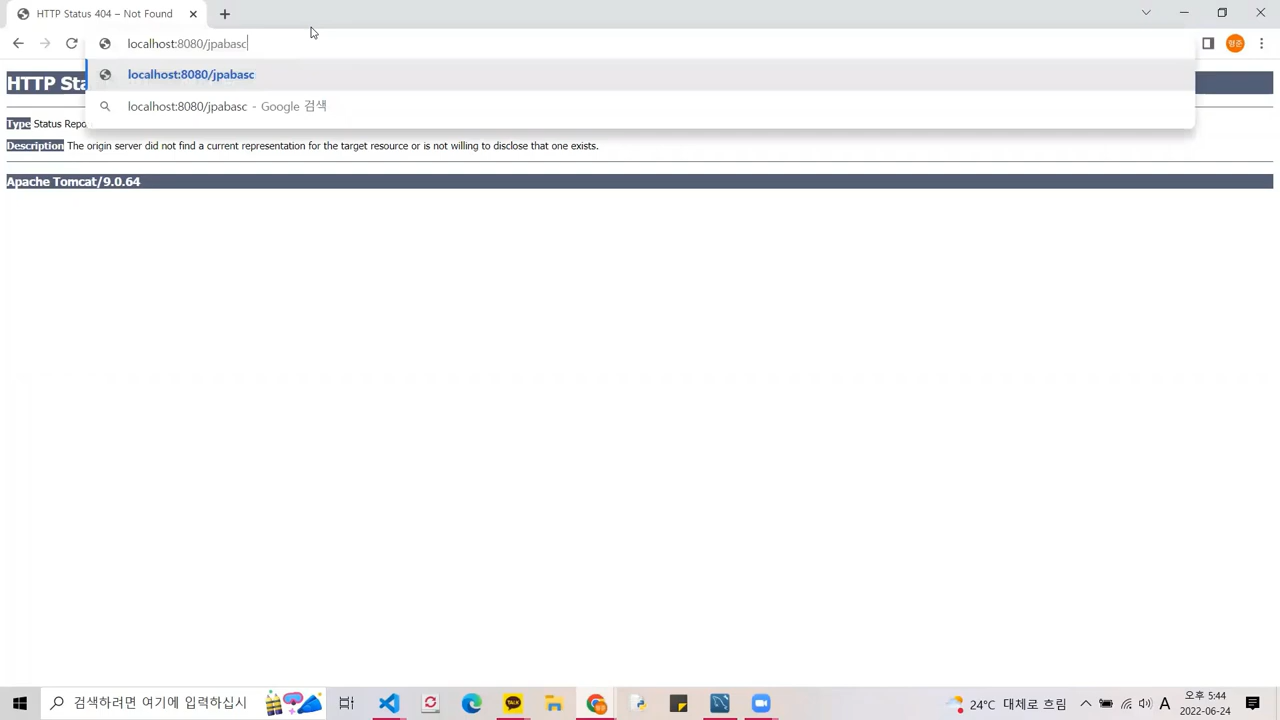 HTTP Status 404 – Not Found
localhost:8080/jpabasc
localhost:8080/jpabasc
localhost:8080/jpabasc - Google 검색
형준
HTTP Sta
Type Status Repo
Description The origin server did not find a current representation for the target resource or is not willing to disclose that one exists.
Apache Tomcat/9.0.64
검색하려면 여기에 입력하십시
TALK
24°C 대체로 흐림
A
오후 5:44
2022-06-24